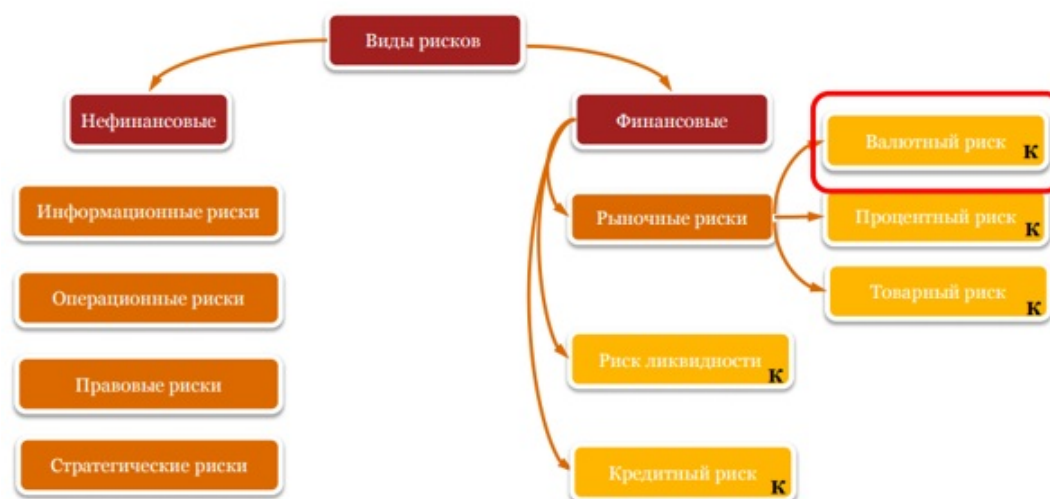 Виды рисков
Нефинансовые
Финансовые
Валютный риск
К
Информационные риски
Рыночные риски
Процентный риск
К
Операционные риски
Товарный риск
К
Правовые риски
Риск ликвидности
К
Стратегические риски
Кредитный риск
К